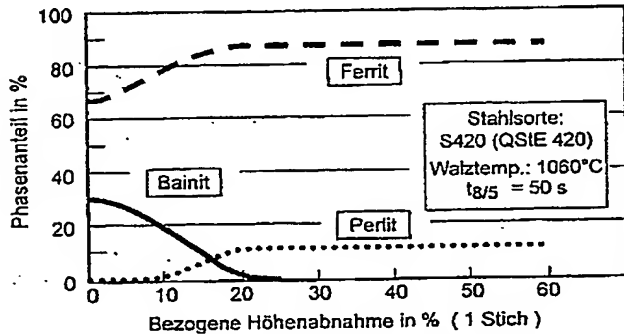 Phasenanteil in %
100
80
60
40
20
0
Ferrit
Stahlsorte:
S420 (QStE 420)
Walztemp.: 1060°C
t8/5 = 50 s
Bainit
Perlit
0 10 20 30 40 50 60
Bezogene Höhenabnahme in % ( 1 Stich )